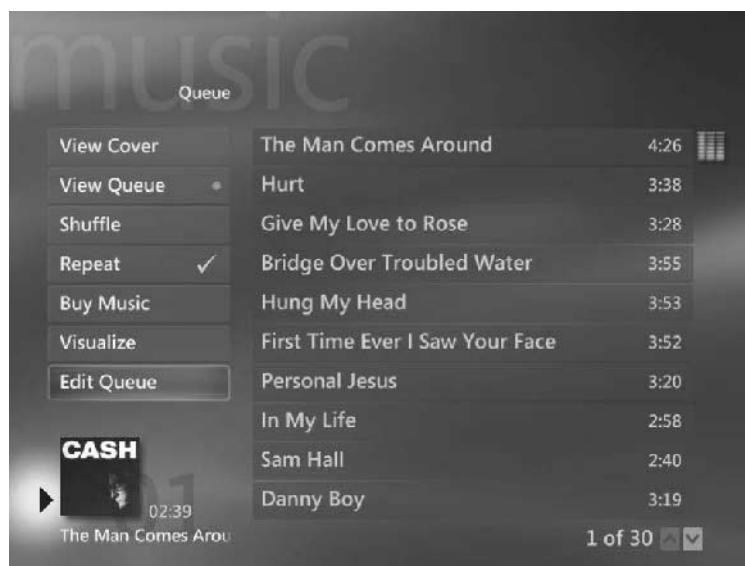 music
Queue
View Cover
View Queue
Shuffle
Repeat
Buy Music
Visualize
Edit Queue
The Man Comes Around 4:26
Hurt 3:38
Give My Love to Rose 3:28
Bridge Over Troubled Water 3:55
Hung My Head 3:53
First Time Ever I Saw Your Face 3:52
Personal Jesus 3:20
In My Life 2:58
Sam Hall 2:40
Danny Boy 3:19
CASH
01
02:39
The Man Comes Arou
1 of 30